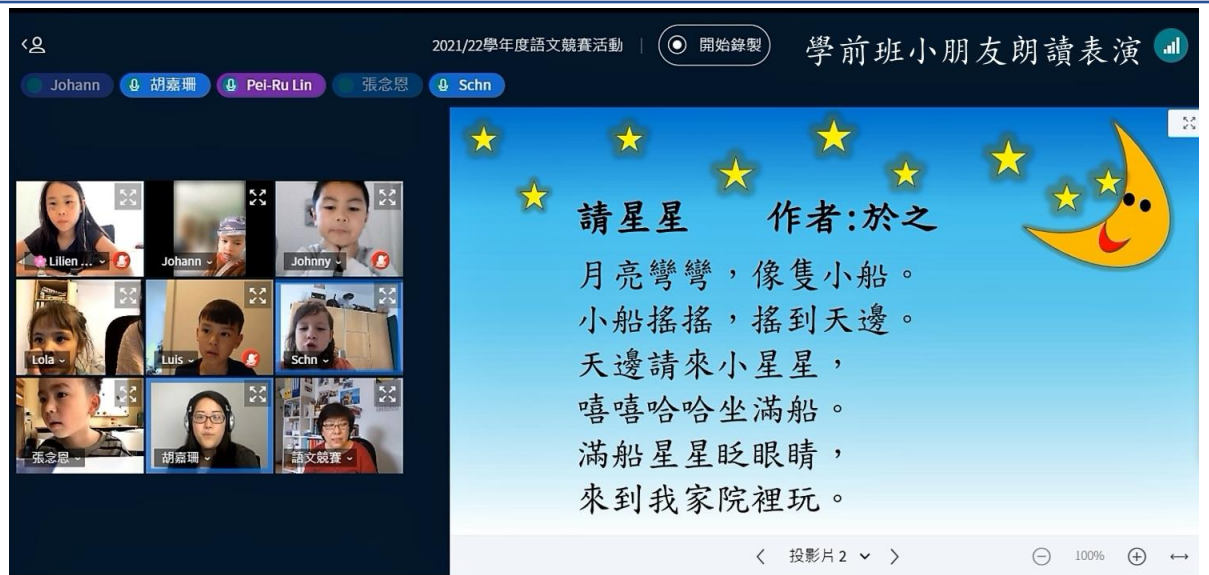 2021/22學年度語文競賽活動
開始錄製
學前班小朋友朗讀表演
Johann
胡嘉珊
Pei-Ru Lin
張念恩
Schn
Lilien ...
Johann
Johnny
Lola
Luis
Schn
張念恩
胡嘉珊
語文競賽
請星星 作者:於之
月亮彎彎，像隻小船。
小船搖搖，搖到天邊。
天邊請來小星星，
嘻嘻哈哈坐滿船。
滿船星星眨眼睛，
來到我家院裡玩。
投影片 2
100%